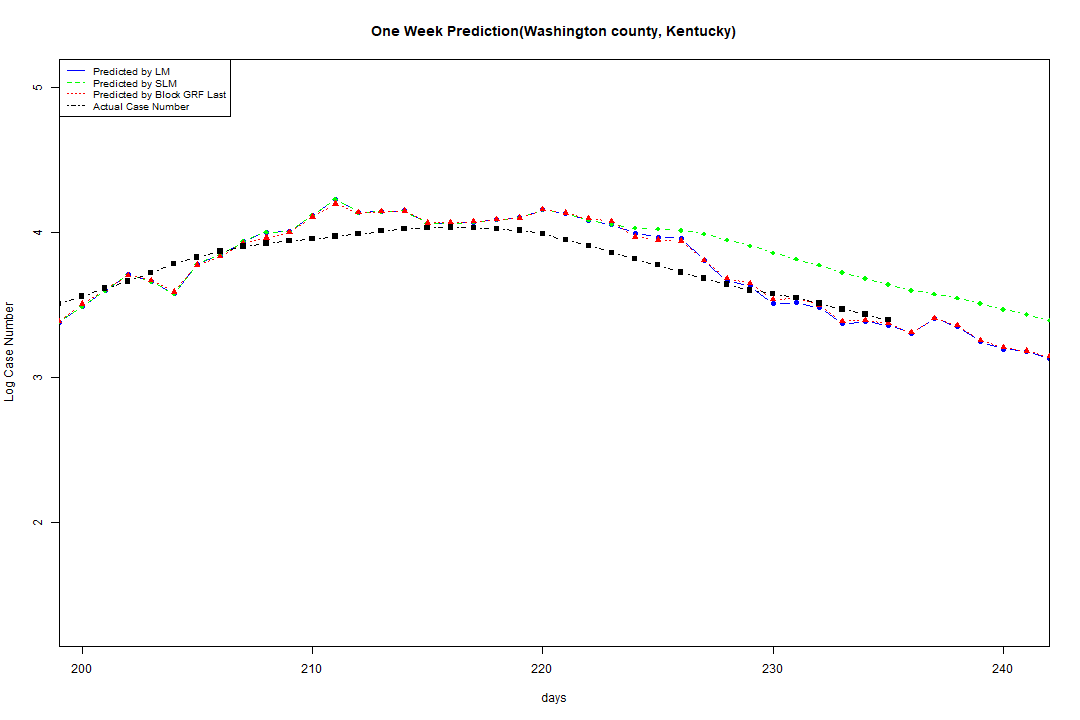 One Week Prediction(Washington county, Kentucky)
Predicted by LM
Predicted by SLM
Predicted by Block GRF Last
Actual Case Number
5
4
3
2
Log Case Number
200 210 220 230 240
days